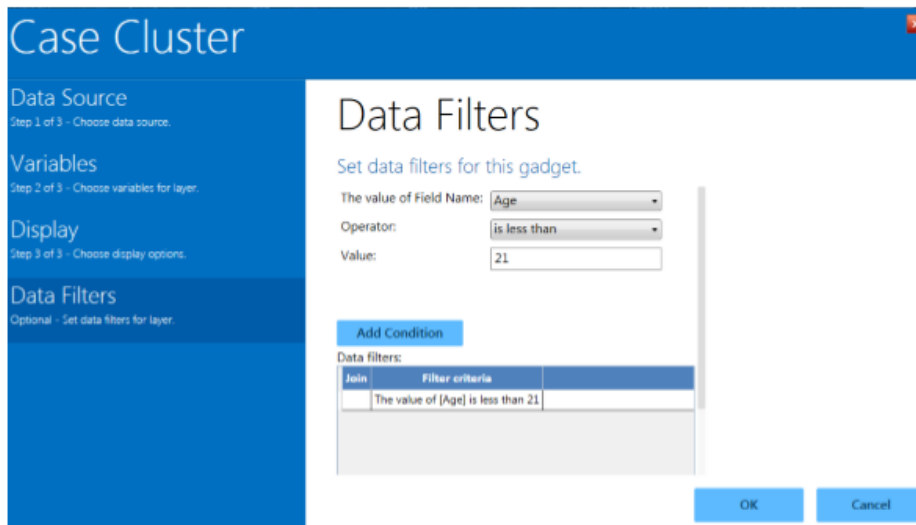 Case Cluster
Data Source
Step 1 of 3 - Choose data source.
Variables
Step 2 of 3 - Choose variables for layer.
Display
Step 3 of 3 - Choose display options.
Data Filters
Optional - Set data filters for layer.
Data Filters
Set data filters for this gadget.
The value of Field Name: Age
Operator: is less than
Value: 21
Add Condition
Data filters:
Join Filter criteria
The value of [Age] is less than 21
OK Cancel